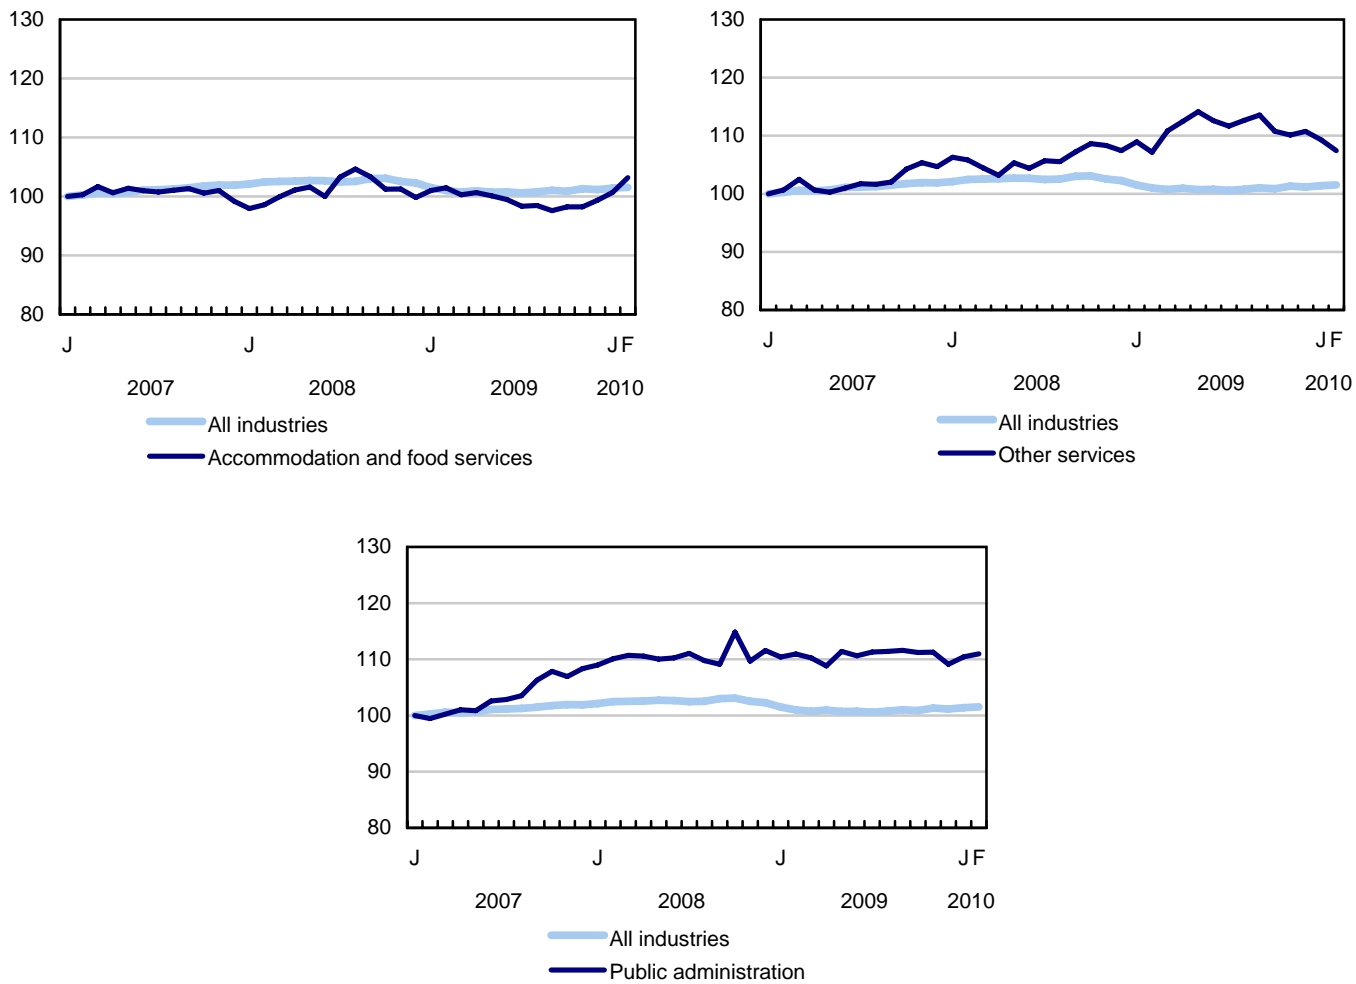 130
120
110
100
90
80
J J J J F
2007 2008 2009 2010
All industries
Accommodation and food services
130
120
110
100
90
80
J J J J F
2007 2008 2009 2010
All industries
Other services
130
120
110
100
90
80
J J J J F
2007 2008 2009 2010
All industries
Public administration